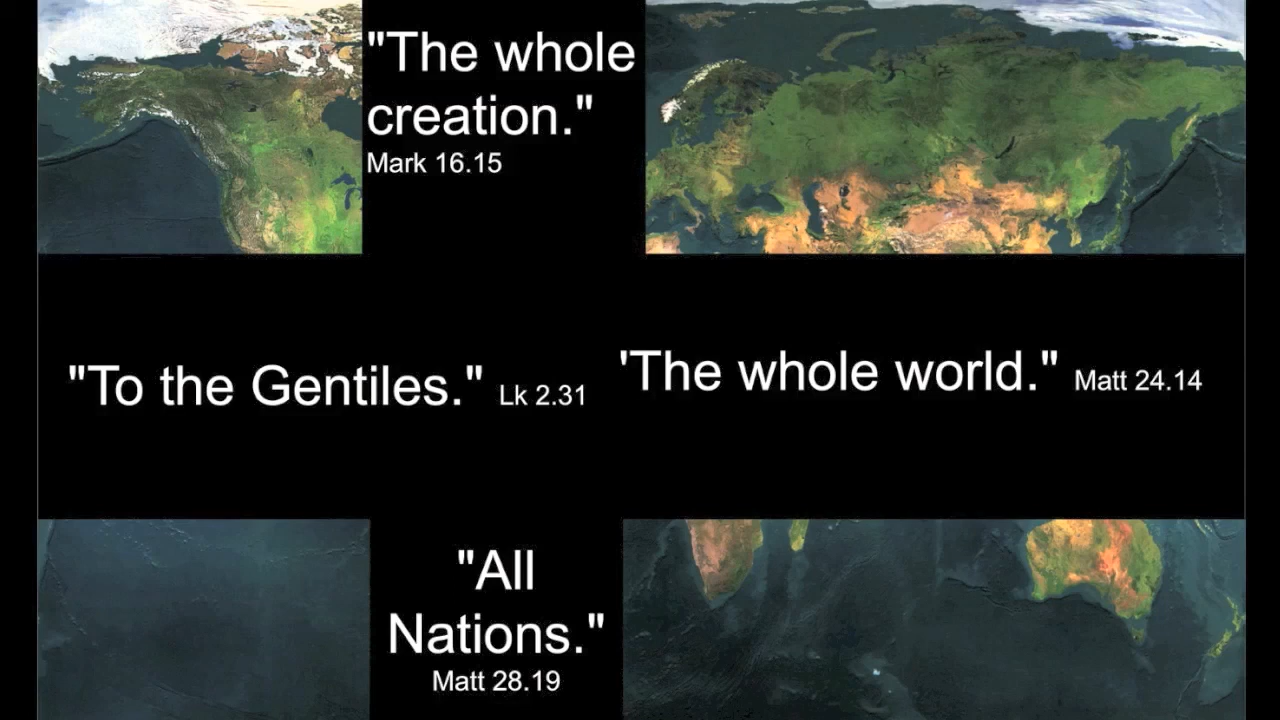 "The whole
creation."
Mark 16.15
"To the Gentiles." Lk 2.31
'The whole world." Matt 24.14
"All
Nations."
Matt 28.19